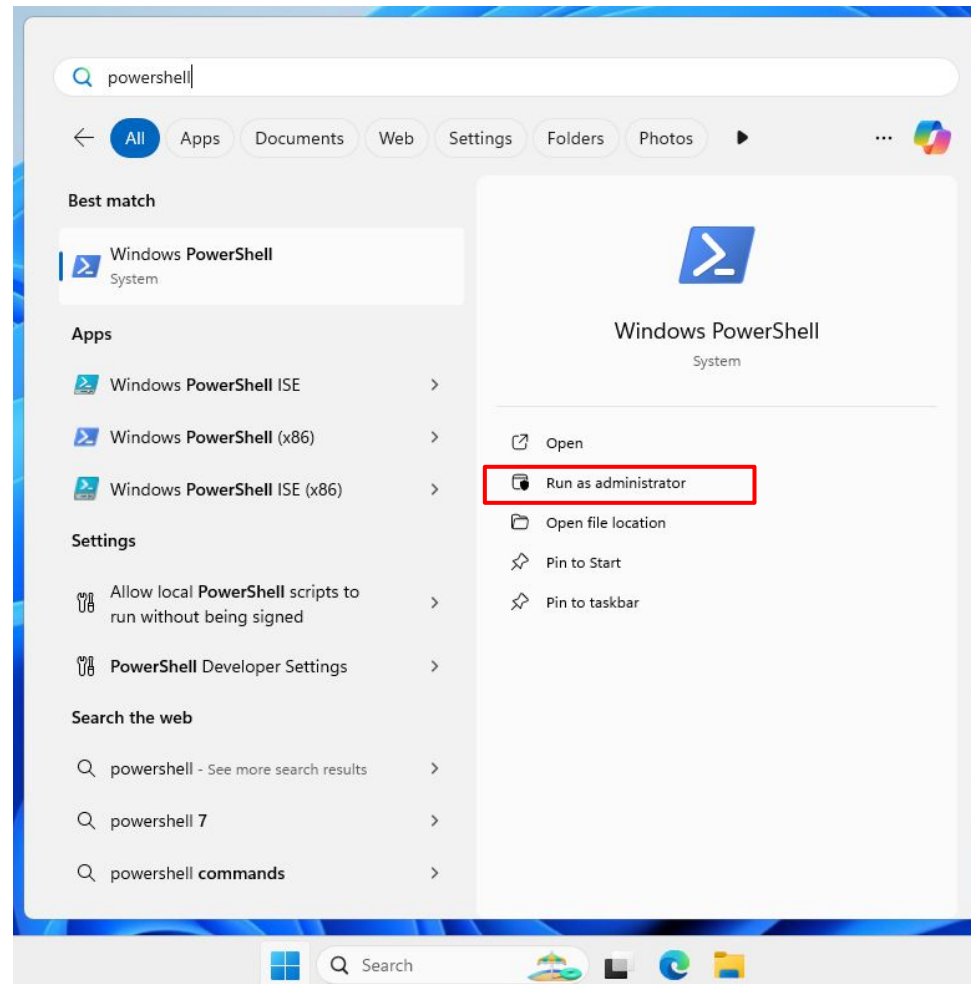 powershell
All Apps Documents Web Settings Folders Photos
Best match
Windows PowerShell
System
Apps
Windows PowerShell ISE
Windows PowerShell (x86)
Windows PowerShell ISE (x86)
Settings
Allow local PowerShell scripts to
run without being signed
PowerShell Developer Settings
Search the web
powershell - See more search results
powershell 7
powershell commands
Windows PowerShell
System
Open
Run as administrator
Open file location
Pin to Start
Pin to taskbar
Search